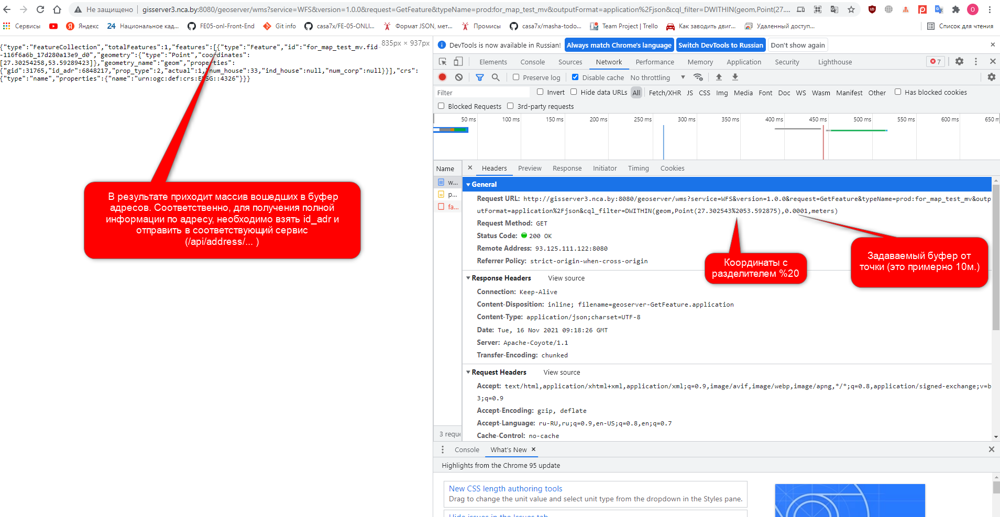 Не защищено | gisserver3.nca.by:8080/geoserver/wms?service=WFS&version=1.0.0&request=GetFeature&typeName=prod:for_map_test_mv&outputFormat=application%2Fjson&cql_filter=DWITHIN(geom,Point(27....
Сервисы Яндекс 24 Национальное кад... FE05-onl-Front-End Git info casa7x/FE-05-ONLI... Формат JSON, мет... Промисы casa7x/masha-todo... Team Project | Trello Как заводить двиг... Удаленный доступ... Список для чтения
835px × 937px
{"type":"FeatureCollection","totalFeatures":1,"features":[{"type":"Feature","id":"for_map_test_mv.fid-
-116f6a6b_17d280a13e9_d0","geometry":{"type":"Point","coordinates":
[27.30254258,53.59289423]},"geometry_name":"geom","properties":
{"gid":31765,"id_adr":6848217,"prop_type":2,"actual":1,"num_house":33,"ind_house":null,"num_corp":null}}],"crs":
{"type":"name","properties":{"name":"urn:ogc:def:crs:EPSG::4326"}}}
В результате приходит массив вошедших в буфер
адресов. Соответственно, для получения полной
информации по адресу, необходимо взять id_adr и
отправить в соответствующий сервис
(/api/address/... )
DevTools is now available in Russian! Always match Chrome's language Switch DevTools to Russian Don't show again
Elements Console Sources Network Performance Memory Application Security Lighthouse 7
Preserve log Disable cache No throttling
Filter Invert Hide data URLs All Fetch/XHR JS CSS Img Media Font Doc WS Wasm Manifest Other Has blocked cookies
Blocked Requests 3rd-party requests
50 ms 100 ms 150 ms 200 ms 250 ms 300 ms 350 ms 400 ms 450 ms 500 ms 550 ms 600 ms 650 m
Name
w...
p...
fa...
3 reque
Headers Preview Response Initiator Timing Cookies
General
Request URL: http://gisserver3.nca.by:8080/geoserver/wms?service=WFS&version=1.0.0&request=GetFeature&typeName=prod:for_map_test_mv&outp
utFormat=application%2Fjson&cql_filter=DWITHIN(geom,Point(27.302543%2053.592875),0.0001,meters)
Request Method: GET
Status Code: 200 OK
Remote Address: 93.125.111.122:8080
Referrer Policy: strict-origin-when-cross-origin
Координаты с
разделителем %20
Задаваемый буфер от
точки (это примерно 10м.)
Response Headers View source
Connection: Keep-Alive
Content-Disposition: inline; filename=geoserver-GetFeature.application
Content-Type: application/json;charset=UTF-8
Date: Tue, 16 Nov 2021 09:18:26 GMT
Server: Apache-Coyote/1.1
Transfer-Encoding: chunked
Request Headers View source
Accept: text/html,application/xhtml+xml,application/xml;q=0.9,image/avif,image/webp,image/apng,*/*;q=0.8,application/signed-exchange;v=b
3;q=0.9
Accept-Encoding: gzip, deflate
Accept-Language: ru-RU,ru;q=0.9,en-US;q=0.8,en;q=0.7
Cache-Control: no-cache
Console What's New
Highlights from the Chrome 95 update
New CSS length authoring tools
Drag to change the unit value and select unit type from the dropdown in the Styles pane.
Hide issues in the Issues tab